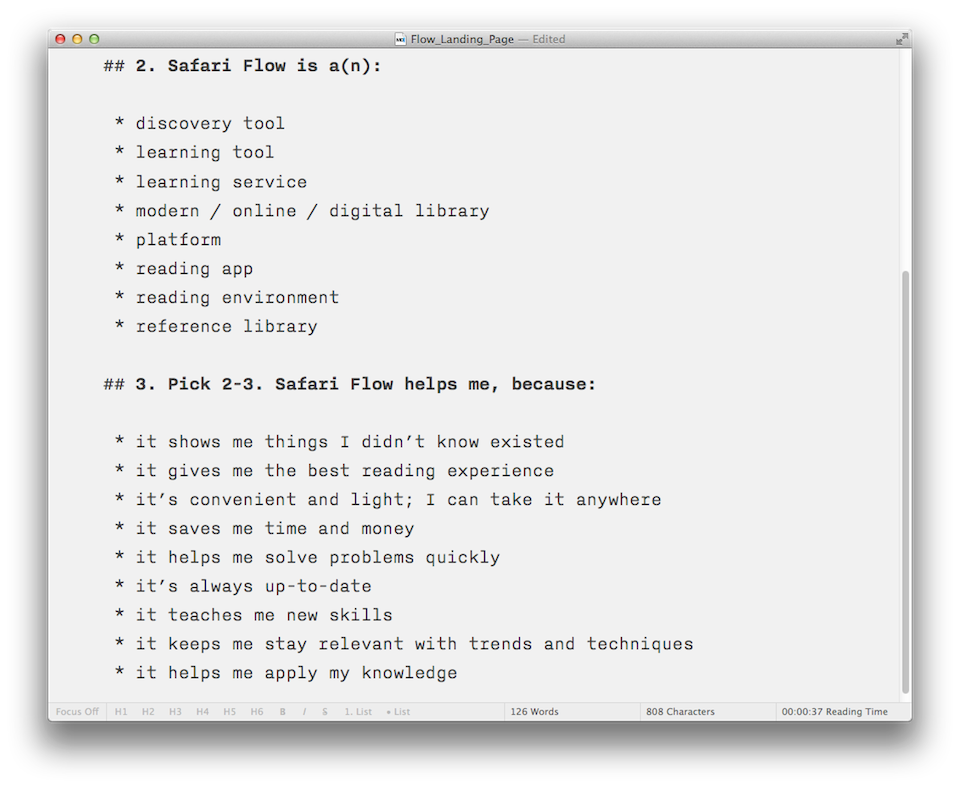 Flow_Landing_Page — Edited
## 2. Safari Flow is a(n):
* discovery tool
* learning tool
* learning service
* modern / online / digital library
* platform
* reading app
* reading environment
* reference library
## 3. Pick 2-3. Safari Flow helps me, because:
* it shows me things I didn’t know existed
* it gives me the best reading experience
* it’s convenient and light; I can take it anywhere
* it saves me time and money
* it helps me solve problems quickly
* it’s always up-to-date
* it teaches me new skills
* it keeps me stay relevant with trends and techniques
* it helps me apply my knowledge
Focus Off H1 H2 H3 H4 H5 H6 B I S 1. List • List 126 Words 808 Characters 00:00:37 Reading Time